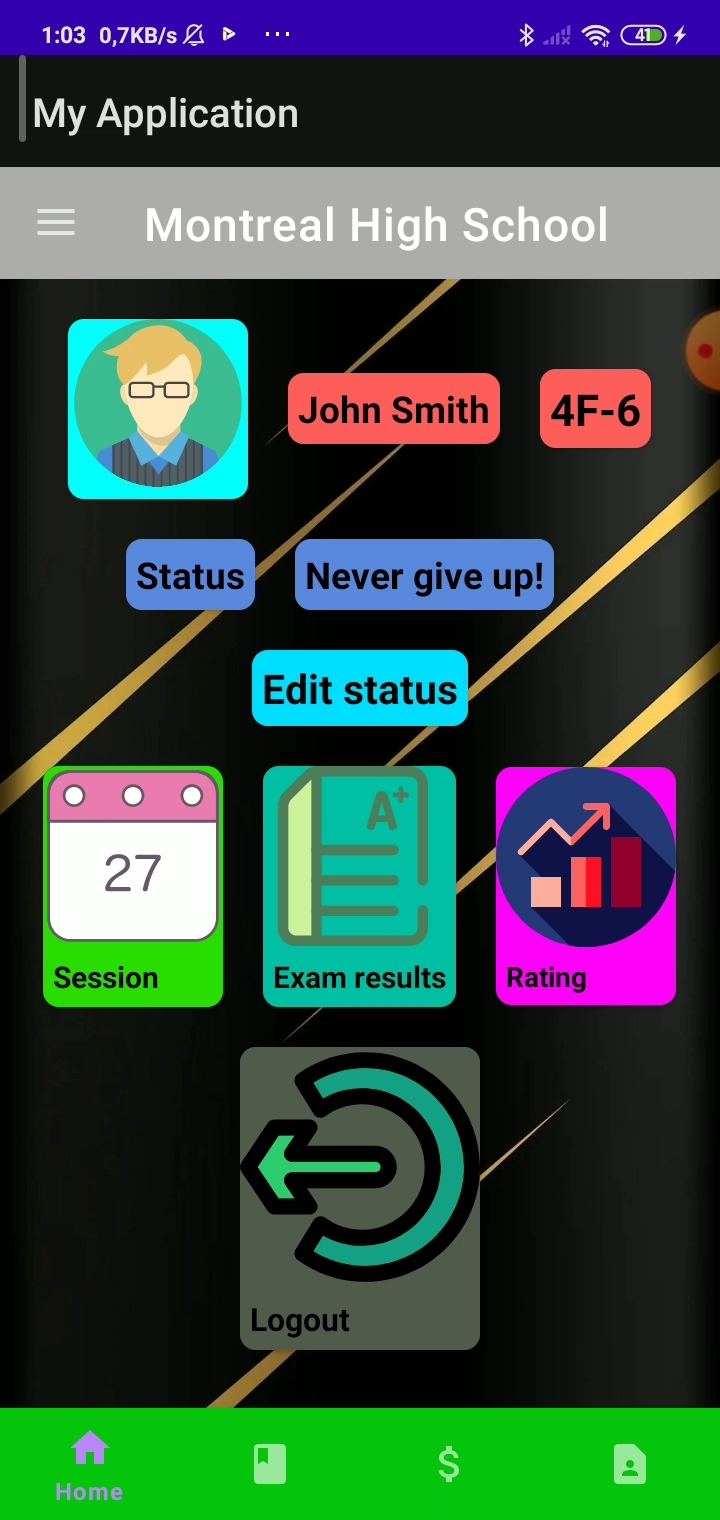 1:03 0,7KB/s ... 41
My Application
Montreal High School
John Smith 4F-6
Status Never give up!
Edit status
27 A+
Session Exam results Rating
Logout
$
Home